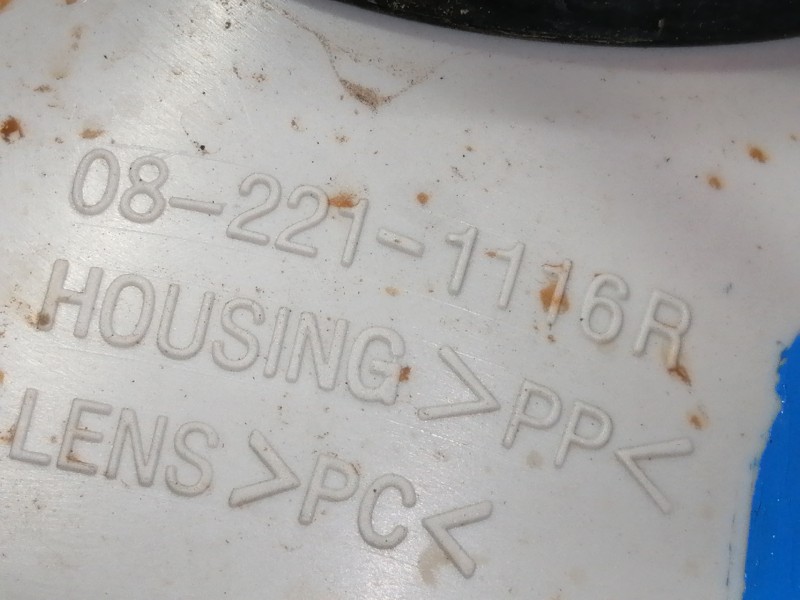 08-221-1116R
HOUSING >PP<
LENS >PC<